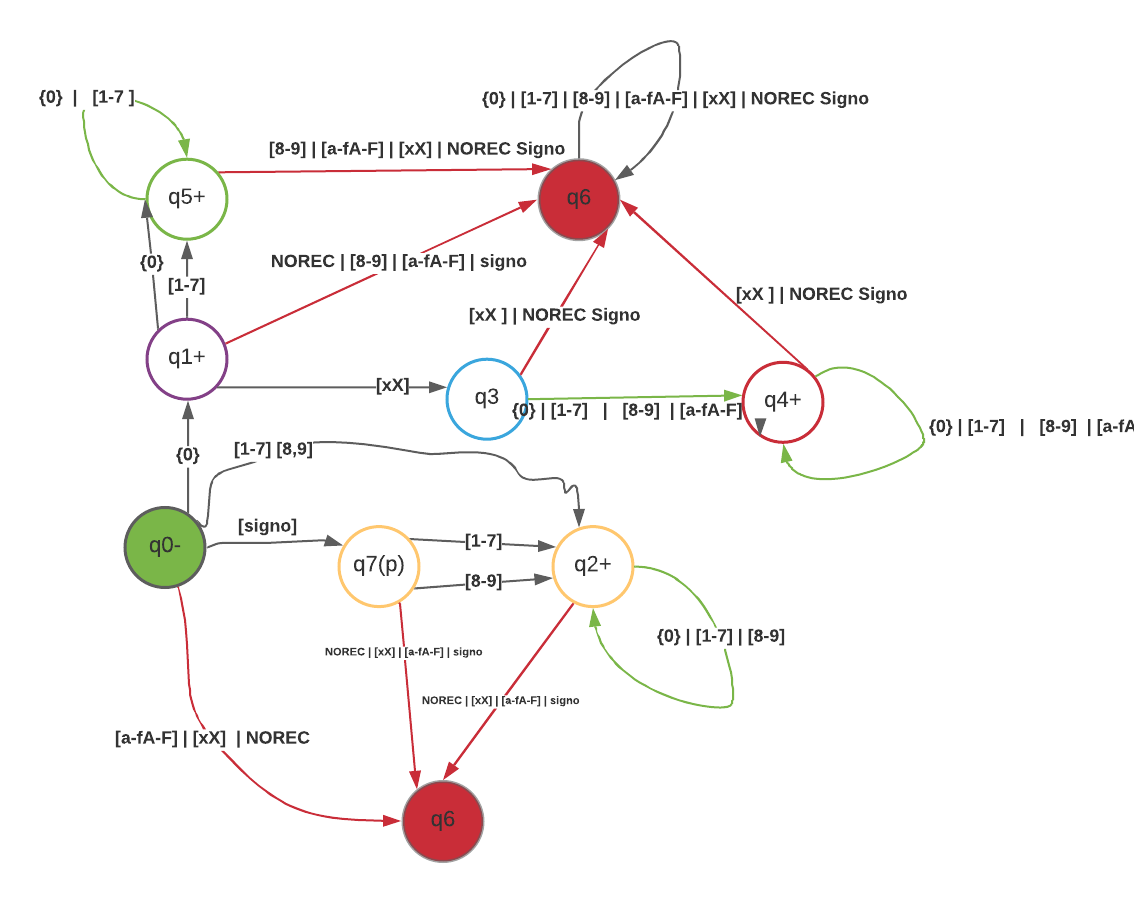 {0} | [1-7 ]
{0} | [1-7] | [8-9] | [a-fA-F] | [xX] | NOREC Signo
[8-9] | [a-fA-F] | [xX] | NOREC Signo
q5+
q6
{0}
NOREC | [8-9] | [a-fA-F] | signo
[1-7]
[xX ] | NOREC Signo
[xX ] | NOREC Signo
q1+
[xX]
q3
q4+
{0} | [1-7] | [8-9] | [a-fA-F]
{0} | [1-7] | [8-9] | [a-fA
{0}
[1-7] [8,9]
[signo]
q0-
q7(p)
[1-7]
[8-9]
q2+
{0} | [1-7] | [8-9]
NOREC | [xX] | [a-fA-F] | signo
NOREC | [xX] | [a-fA-F] | signo
[a-fA-F] | [xX] | NOREC
q6